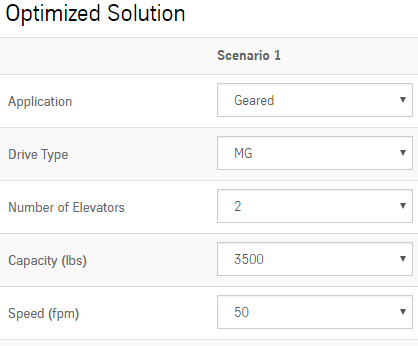 Optimized Solution
Scenario 1
Application Geared
Drive Type MG
Number of Elevators 2
Capacity (lbs) 3500
Speed (fpm) 50